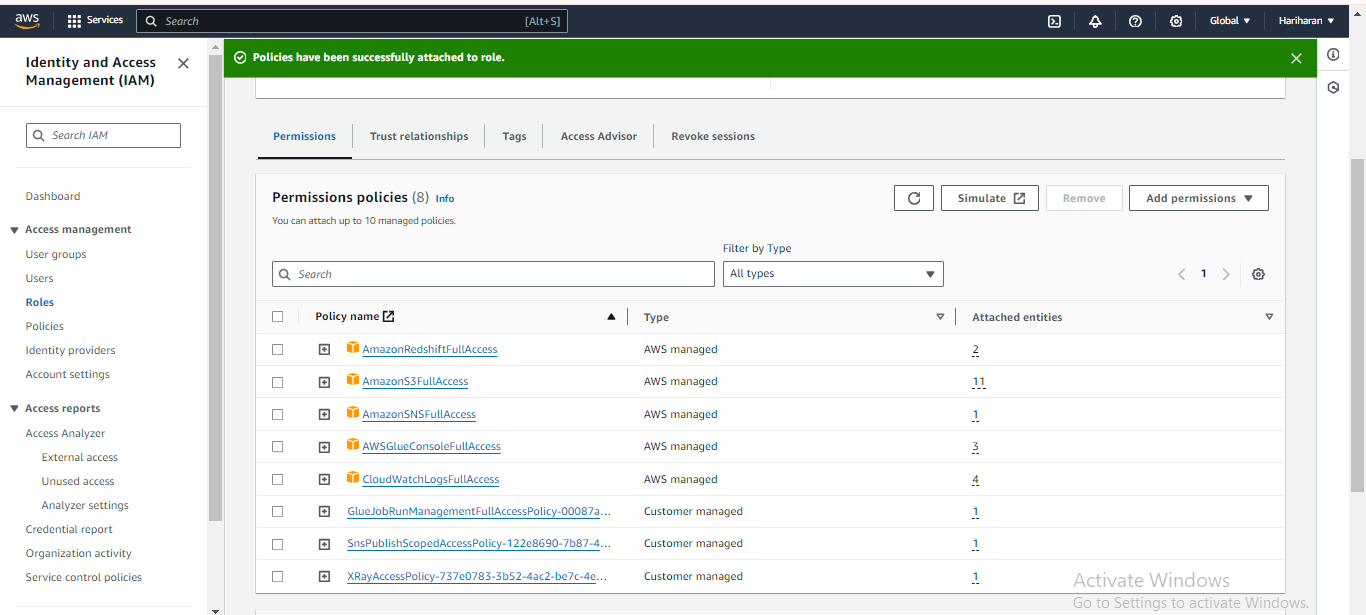 aws
Services
Search
[Alt+S]
Global
Hariharan
Identity and Access
Management (IAM)
Search IAM
Dashboard
Access management
User groups
Users
Roles
Policies
Identity providers
Account settings
Access reports
Access Analyzer
External access
Unused access
Analyzer settings
Credential report
Organization activity
Service control policies
Policies have been successfully attached to role.
Permissions
Trust relationships
Tags
Access Advisor
Revoke sessions
Permissions policies (8) Info
You can attach up to 10 managed policies.
Simulate
Remove
Add permissions
Filter by Type
Search
All types
1
Policy name
Type
Attached entities
AmazonRedshiftFullAccess AWS managed 2
AmazonS3FullAccess AWS managed 11
AmazonSNSFullAccess AWS managed 1
AWSGlueConsoleFullAccess AWS managed 3
CloudWatchLogsFullAccess AWS managed 4
GlueJobRunManagementFullAccessPolicy-00087a... Customer managed 1
SnsPublishScopedAccessPolicy-122e8690-7b87-4... Customer managed 1
XRayAccessPolicy-737e0783-3b52-4ac2-be7c-4e... Customer managed 1
Activate Windows
Go to Settings to activate Windows.